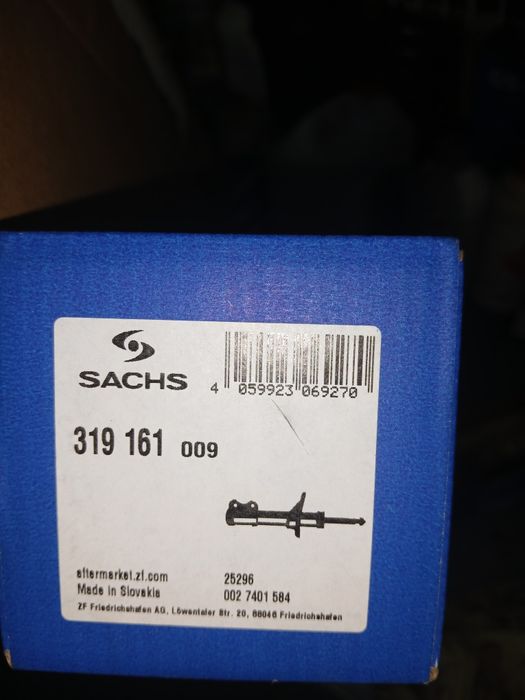 SACHS
4 059923 069270
319 161 009
aftermarket.zf.com 25296
Made in Slovakia 002 7401 584
ZF Friedrichshafen AG, Löwentaler Str. 20, 88046 Friedrichshafen